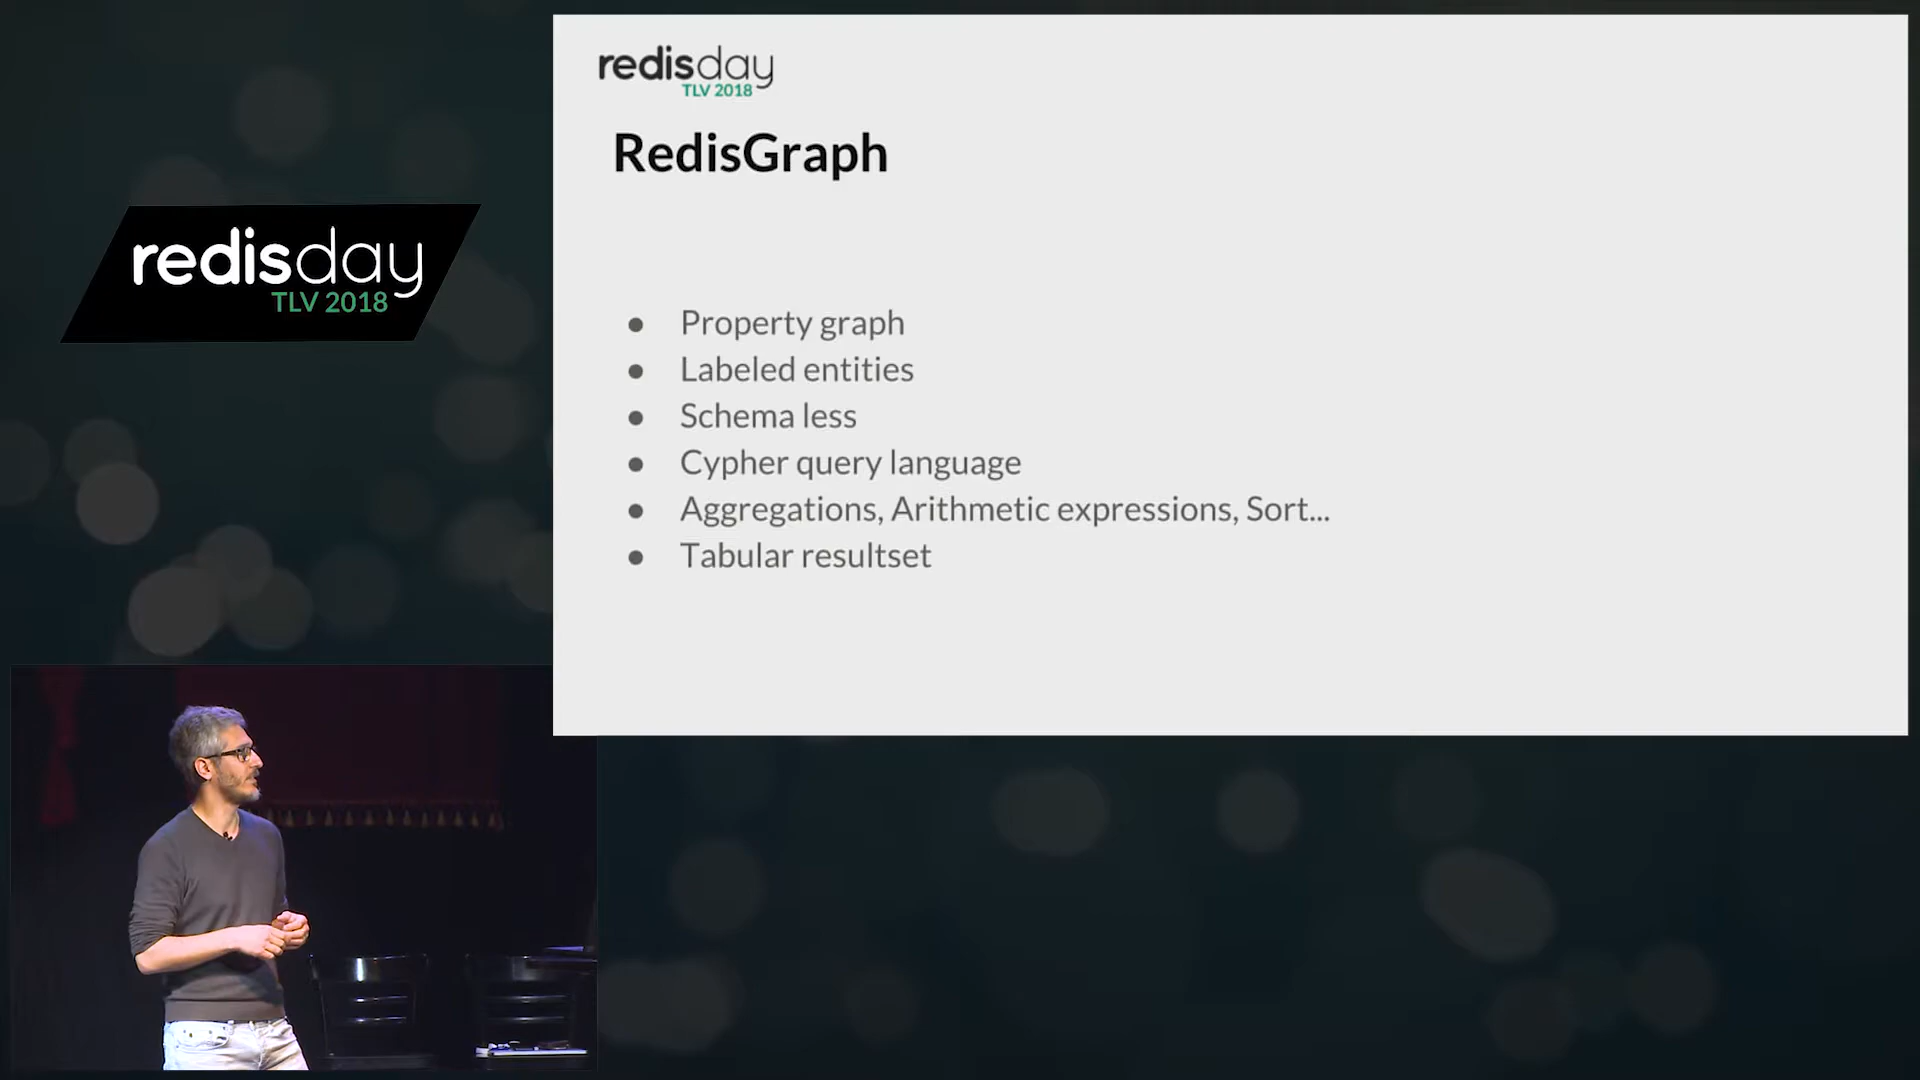 redisday
TLV 2018
redisday
TLV 2018
RedisGraph
● Property graph
● Labeled entities
● Schema less
● Cypher query language
● Aggregations, Arithmetic expressions, Sort...
● Tabular resultset